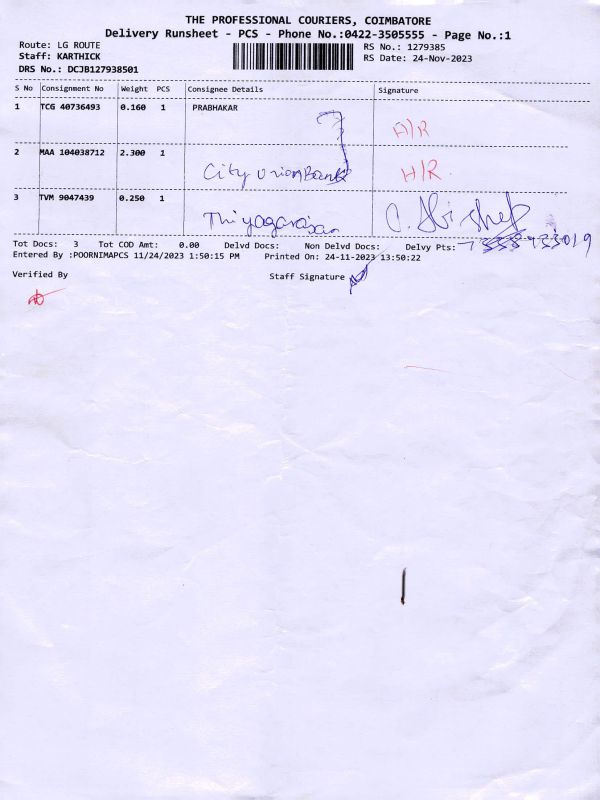 THE PROFESSIONAL COURIERS, COIMBATORE
Delivery Runsheet - PCS - Phone No.:0422-3505555 - Page No.:1
Route: LG ROUTE
RS No.: 1279385
Staff: KARTHICK
RS Date: 24-Nov-2023
DRS No.: DCJB127938501
S No Consignment No Weight PCS Consignee Details Signature
1 TCG 40736493 0.160 1 PRABHAKAR
A/R
2 MAA 104038712 2.300 1
City Union Bank H/R
3 TVM 9047439 0.250 1
Thiyagarajan
Tot Docs: 3 Tot COD Amt: 0.00 Delvd Docs: Non Delvd Docs: Delvy Pts:
Entered By :POORNIMAPCS 11/24/2023 1:50:15 PM Printed On: 24-11-2023 13:50:22
Verified By Staff Signature